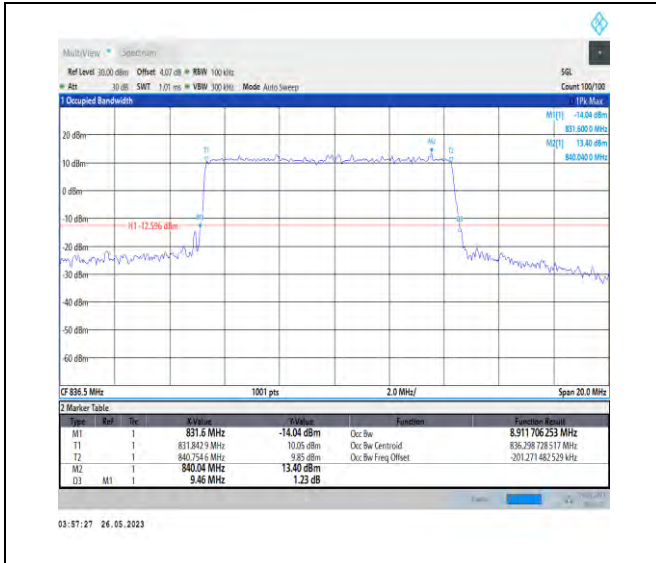 MultiView Spectrum
Ref Level 30.00 dBm Offset 4.07 dB RBW 100 kHz SGL
Att 30 dB SWT 1.01 ms VBW 300 kHz Mode Auto Sweep Count 100/100
1 Occupied Bandwidth 1Pk Max
M1[1] -14.04 dBm
831.6000 MHz
M2[1] 13.40 dBm
840.0400 MHz
20 dBm
T1 M2 T2
10 dBm
0 dBm
-10 dBm
H1 -12.596 dBm
-20 dBm
-30 dBm
-40 dBm
-50 dBm
-60 dBm
CF 836.5 MHz 1001 pts 2.0 MHz/ Span 20.0 MHz
2 Marker Table
Type Ref Trc X-Value Y-Value Function Function Result
M1 1 831.6 MHz -14.04 dBm Occ Bw 8.911 706 253 MHz
T1 1 831.842 9 MHz 10.05 dBm Occ Bw Centroid 836.298 728 517 MHz
T2 1 840.754 6 MHz 9.85 dBm Occ Bw Freq Offset -201.271 482 529 kHz
M2 1 840.04 MHz 13.40 dBm
D3 M1 1 9.46 MHz 1.23 dB
03:57:27 26.05.2023